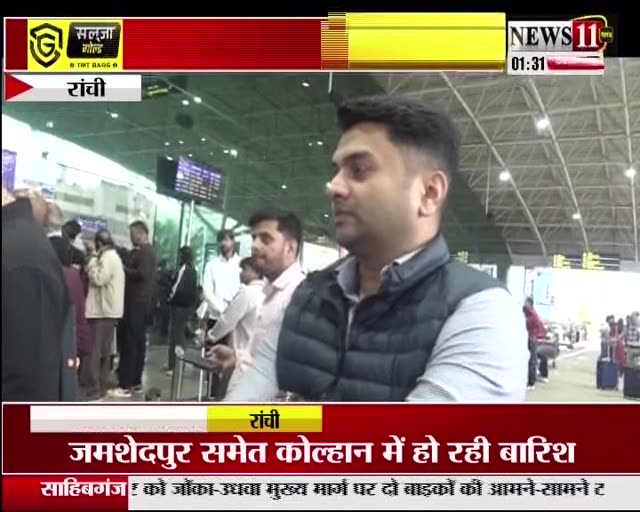 सलूजा
गोल्ड
TMT BARS
NEWS 11
01:31
रांची
रांची
जमशेदपुर समेत कोल्हान में हो रही बारिश
साहिबगंज
को जोंका-उधवा मुख्य मार्ग पर दो बाइकों की आमने-सामने ट